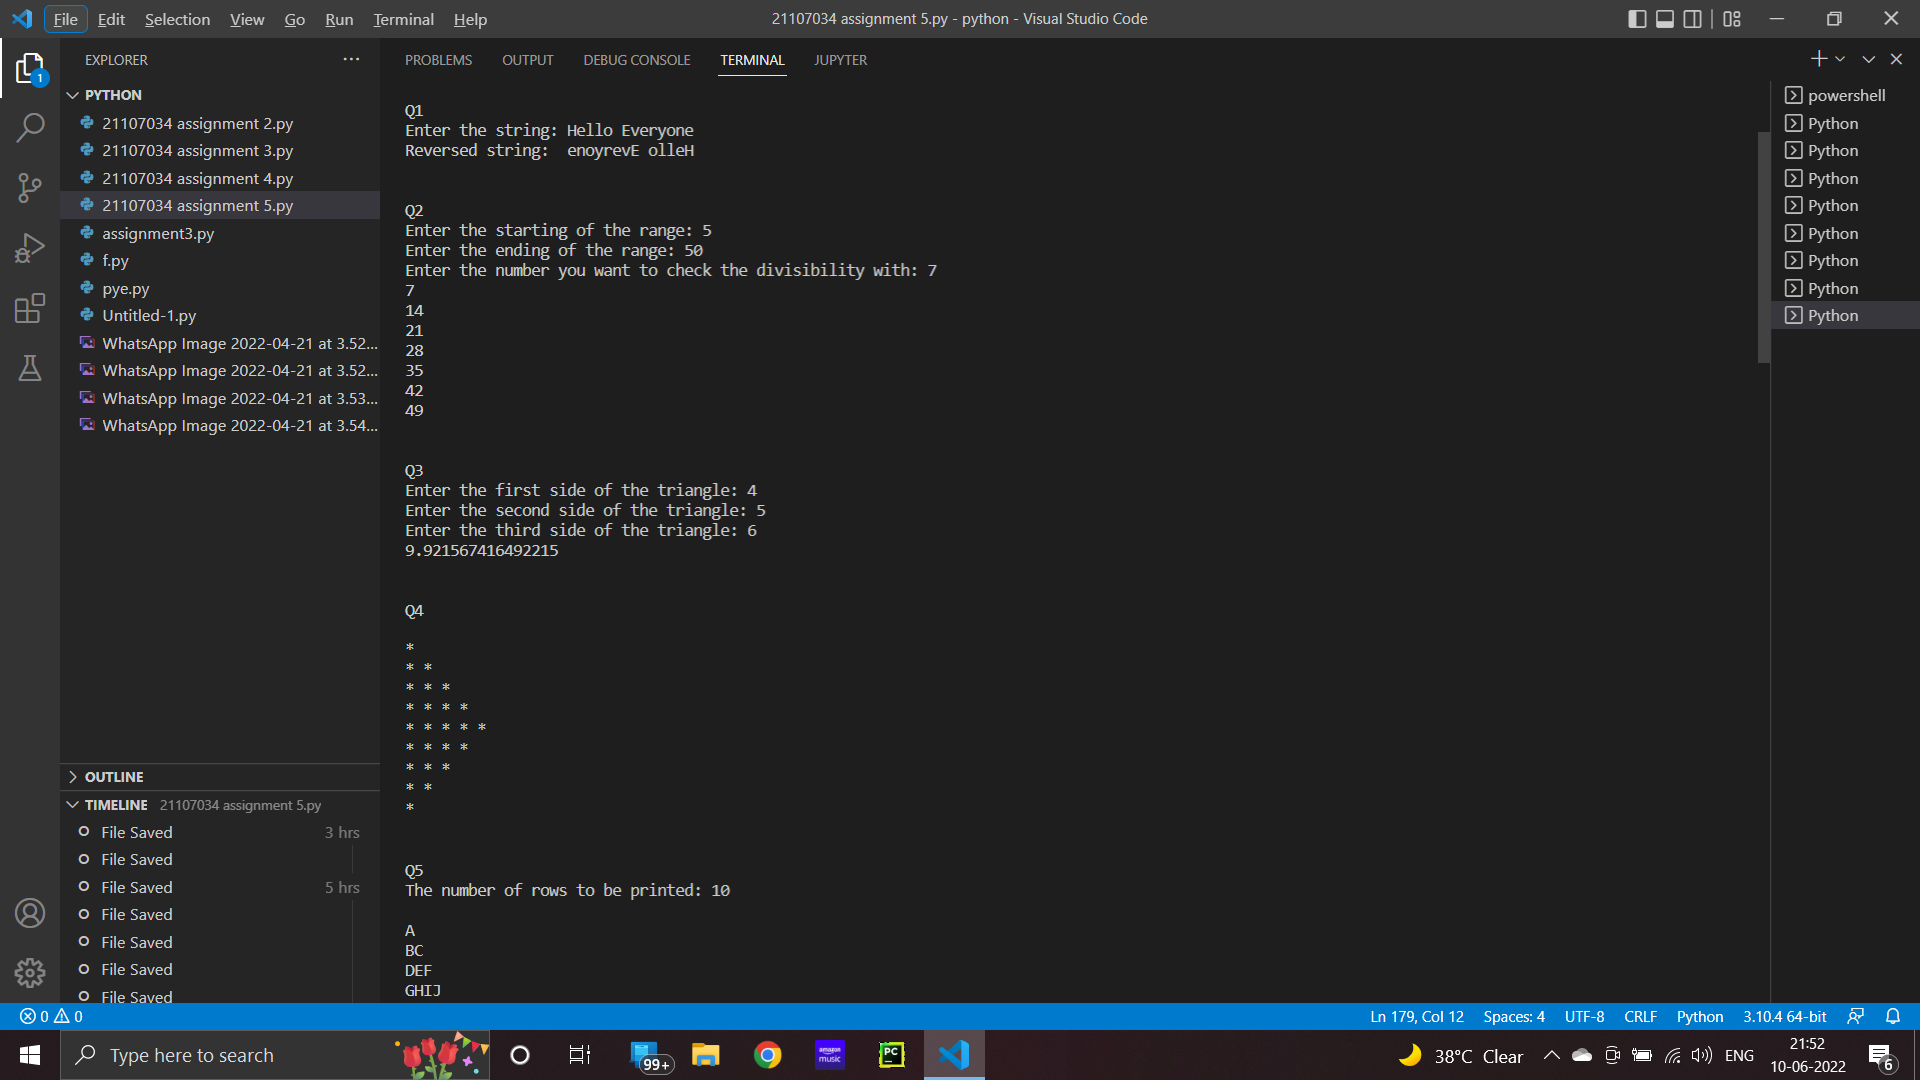 File Edit Selection View Go Run Terminal Help
21107034 assignment 5.py - python - Visual Studio Code
EXPLORER
1
PYTHON
21107034 assignment 2.py
21107034 assignment 3.py
21107034 assignment 4.py
21107034 assignment 5.py
assignment3.py
f.py
pye.py
Untitled-1.py
WhatsApp Image 2022-04-21 at 3.52...
WhatsApp Image 2022-04-21 at 3.52...
WhatsApp Image 2022-04-21 at 3.53...
WhatsApp Image 2022-04-21 at 3.54...
OUTLINE
TIMELINE 21107034 assignment 5.py
File Saved 3 hrs
File Saved
File Saved 5 hrs
File Saved
File Saved
File Saved
File Saved
PROBLEMS OUTPUT DEBUG CONSOLE TERMINAL JUPYTER
Q1
Enter the string: Hello Everyone
Reversed string:  enoyrevE olleH
Q2
Enter the starting of the range: 5
Enter the ending of the range: 50
Enter the number you want to check the divisibility with: 7
7
14
21
28
35
42
49
Q3
Enter the first side of the triangle: 4
Enter the second side of the triangle: 5
Enter the third side of the triangle: 6
9.921567416492215
Q4
*
* *
* * *
* * * *
* * * * *
* * * *
* * *
* *
*
Q5
The number of rows to be printed: 10
A
BC
DEF
GHIJ
powershell
Python
Python
Python
Python
Python
Python
Python
Python
0 0
Ln 179, Col 12 Spaces: 4 UTF-8 CRLF Python 3.10.4 64-bit
Type here to search
99+
amazon music
PC
38°C Clear
ENG
21:52
10-06-2022
6